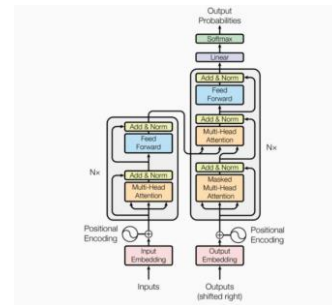 Output
Probabilities
Softmax
Linear
Add & Norm
Feed
Forward
Add & Norm
Multi-Head
Attention
Add & Norm
Masked
Multi-Head
Attention
Nx
Add & Norm
Feed
Forward
Add & Norm
Multi-Head
Attention
Nx
Positional
Encoding
Positional
Encoding
Input
Embedding
Output
Embedding
Inputs
Outputs
(shifted right)